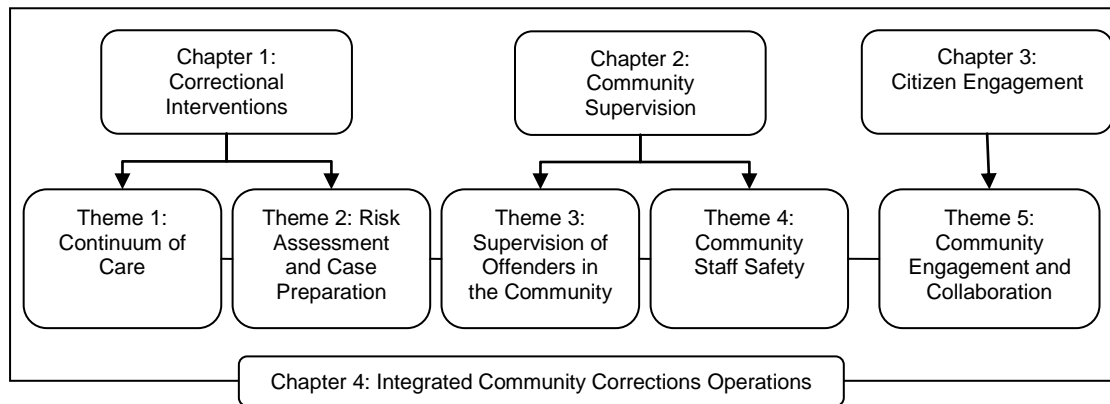 Chapter 1:
Correctional
Interventions
Chapter 2:
Community
Supervision
Chapter 3:
Citizen Engagement
Theme 1:
Continuum of
Care
Theme 2: Risk
Assessment
and Case
Preparation
Theme 3:
Supervision of
Offenders in
the Community
Theme 4:
Community
Staff Safety
Theme 5:
Community
Engagement and
Collaboration
Chapter 4: Integrated Community Corrections Operations